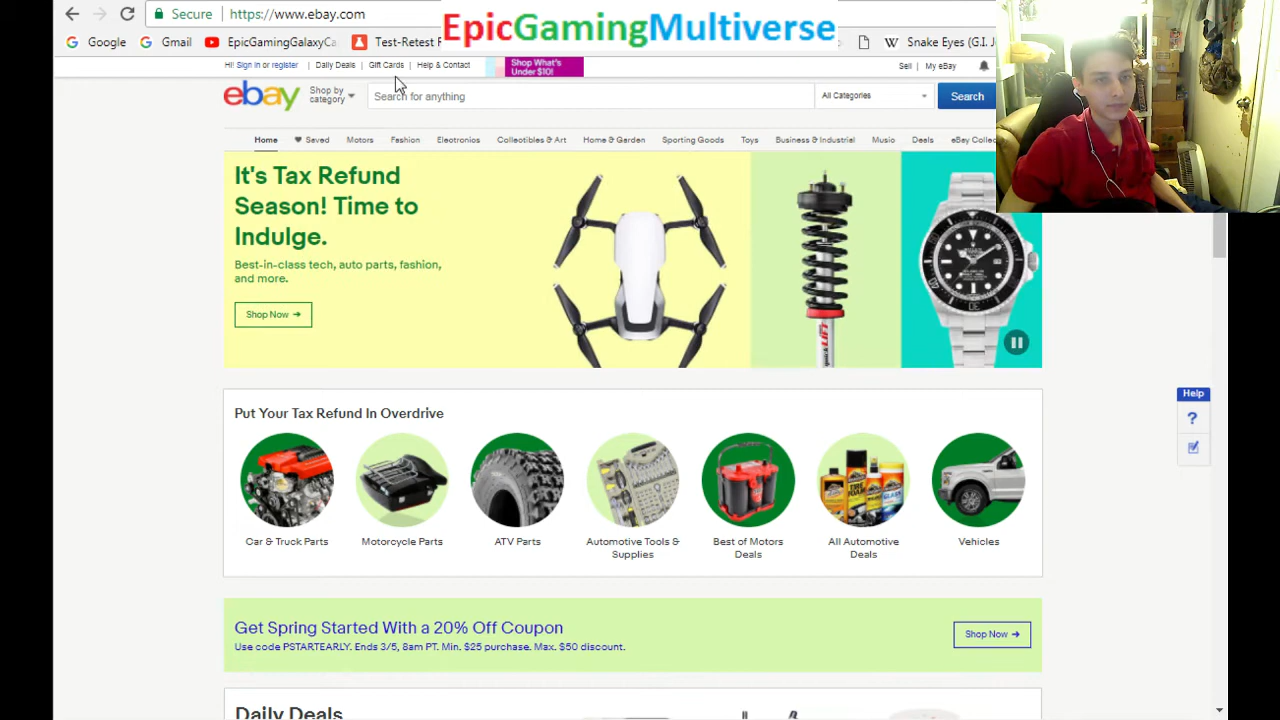 Secure https://www.ebay.com
EpicGamingMultiverse
Google Gmail EpicGamingGalaxyCa Test-Retest Snake Eyes (G.I. J
Hi! Sign in or register Daily Deals Gift Cards Help & Contact Shop What's Under $10! Sell My eBay
ebay Shop by category Search for anything All Categories Search
Home Saved Motors Fashion Electronics Collectibles & Art Home & Garden Sporting Goods Toys Business & Industrial Music Deals eBay Collec
It's Tax Refund
Season! Time to
Indulge.
Best-in-class tech, auto parts, fashion,
and more.
Shop Now
Help
?
Put Your Tax Refund In Overdrive
Car & Truck Parts Motorcycle Parts ATV Parts Automotive Tools & Supplies Best of Motors Deals All Automotive Deals Vehicles
Get Spring Started With a 20% Off Coupon
Use code PSTARTEARLY. Ends 3/5, 8am PT. Min. $25 purchase. Max. $50 discount.
Shop Now
Daily Deals